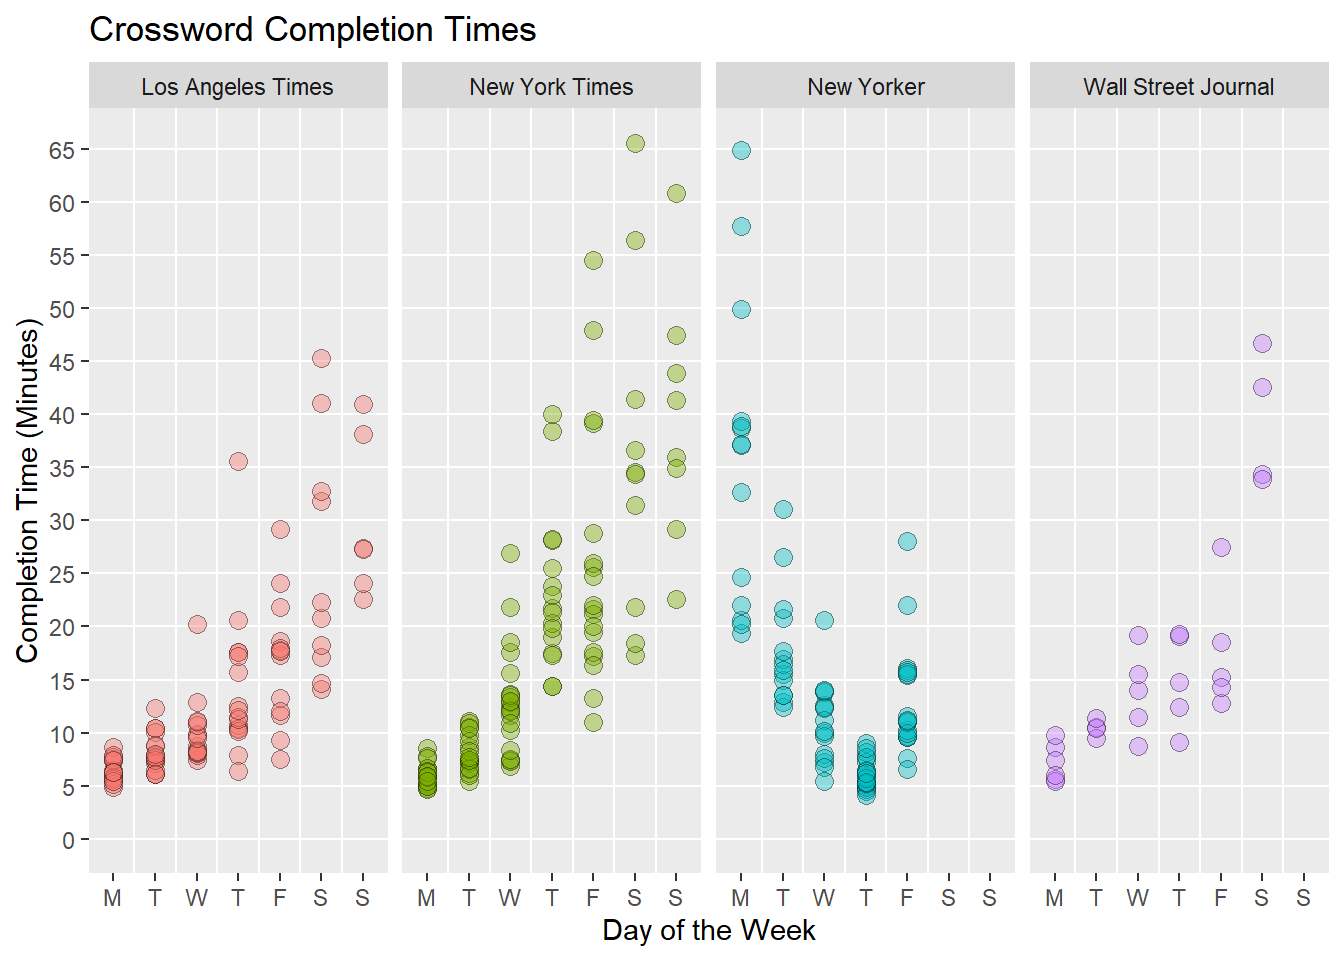 Crossword Completion Times
Los Angeles Times
New York Times
New Yorker
Wall Street Journal
Completion Time (Minutes)
65
60
55
50
45
40
35
30
25
20
15
10
5
0
M T W T F S S
M T W T F S S
M T W T F S S
M T W T F S S
Day of the Week